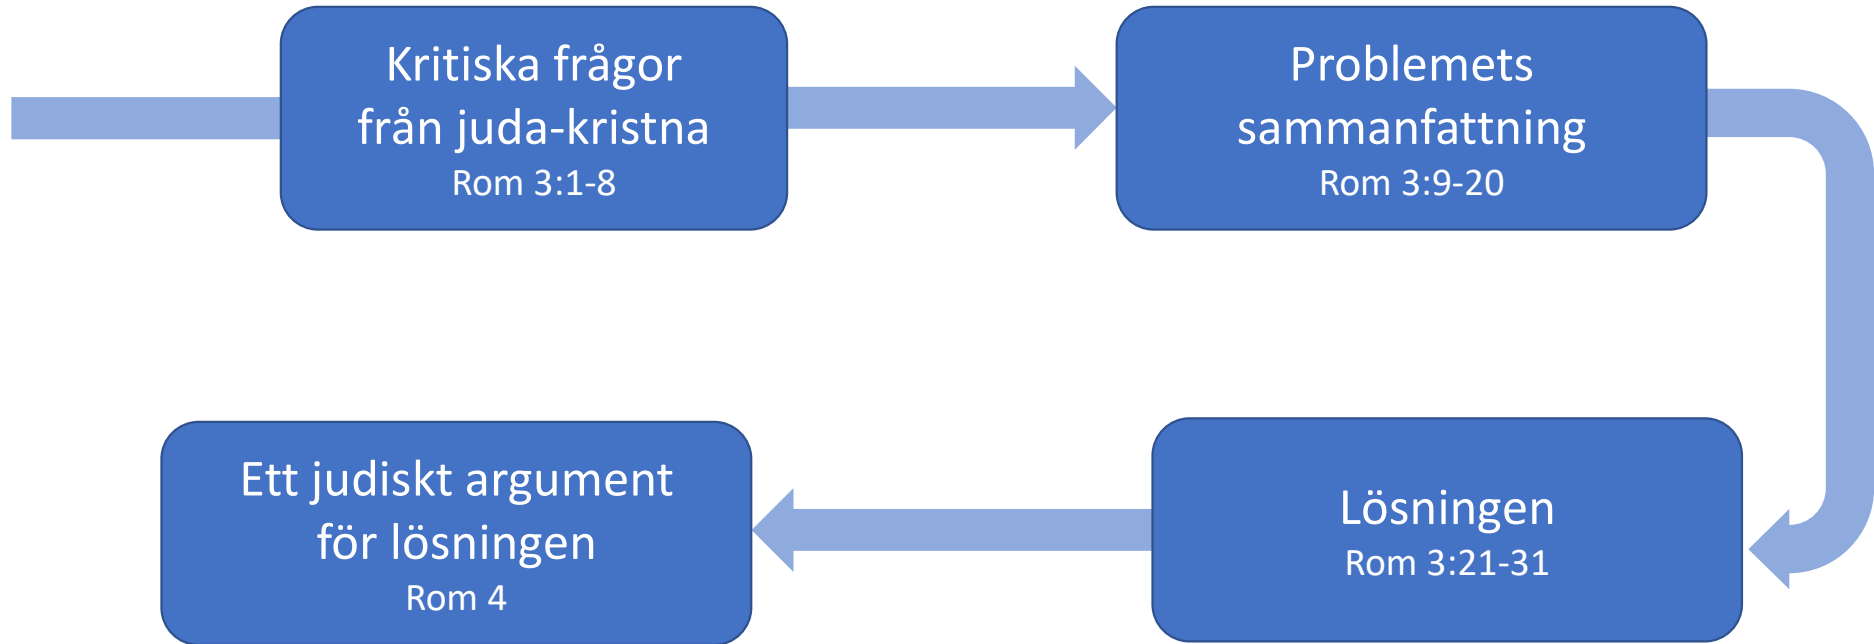 Kritiska frågor
från juda-kristna
Rom 3:1-8
Problemets
sammanfattning
Rom 3:9-20
Lösningen
Rom 3:21-31
Ett judiskt argument
för lösningen
Rom 4